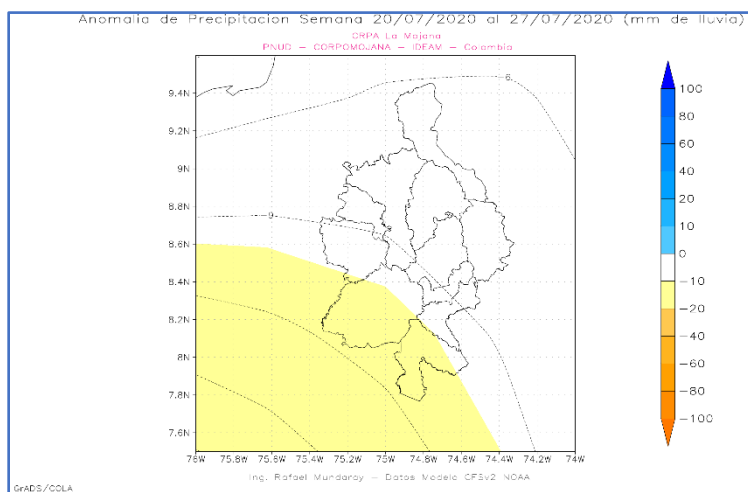 Anomalia de Precipitacion Semana 20/07/2020 al 27/07/2020 (mm de lluvia)
CRPA La Mojana
PNUD – CORPOMOJANA – IDEAM – Colombia
9.4N
9.2N
9N
8.8N
8.6N
8.4N
8.2N
8N
7.8N
7.6N
6
9
76W 75.8W 75.6W 75.4W 75.2W 75W 74.8W 74.6W 74.4W 74.2W 74W
100
80
60
40
20
0
−10
−20
−40
−60
−80
−100
Ing. Rafael Mundaray – Datos Modelo CFSv2 NOAA
GrADS/COLA